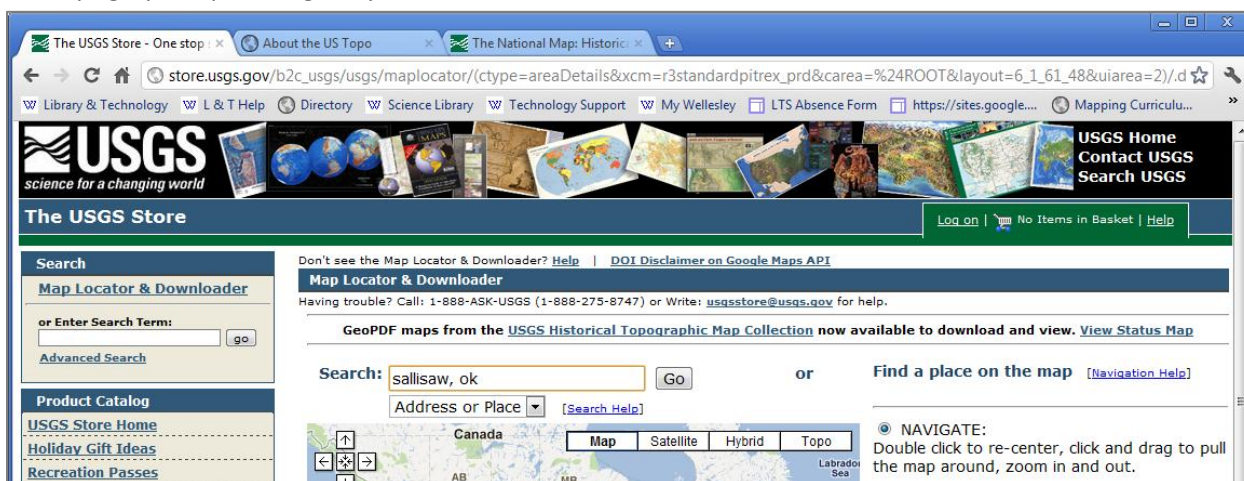 The USGS Store - One stop s
About the US Topo
The National Map: Historic
store.usgs.gov/b2c_usgs/usgs/maplocator/(ctype=areaDetails&xcm=r3standardpitrex_prd&carea=%24ROOT&layout=6_1_61_48&uiarea=2)/.d
Library & Technology
L & T Help
Directory
Science Library
Technology Support
My Wellesley
LTS Absence Form
https://sites.google....
Mapping Curriculu...
»
USGS
science for a changing world
USGS Home
Contact USGS
Search USGS
The USGS Store
Log on | No Items in Basket | Help
Search
Map Locator & Downloader
or Enter Search Term:
go
Advanced Search
Product Catalog
USGS Store Home
Holiday Gift Ideas
Recreation Passes
Don't see the Map Locator & Downloader? Help | DOI Disclaimer on Google Maps API
Map Locator & Downloader
Having trouble? Call: 1-888-ASK-USGS (1-888-275-8747) or Write: usgsstore@usgs.gov for help.
GeoPDF maps from the USGS Historical Topographic Map Collection now available to download and view. View Status Map
Search: sallisaw, ok Go or
Address or Place [Search Help]
Canada
Map Satellite Hybrid Topo
Labrador
Sea
AB
MB
Find a place on the map [Navigation Help]
NAVIGATE:
Double click to re-center, click and drag to pull
the map around, zoom in and out.